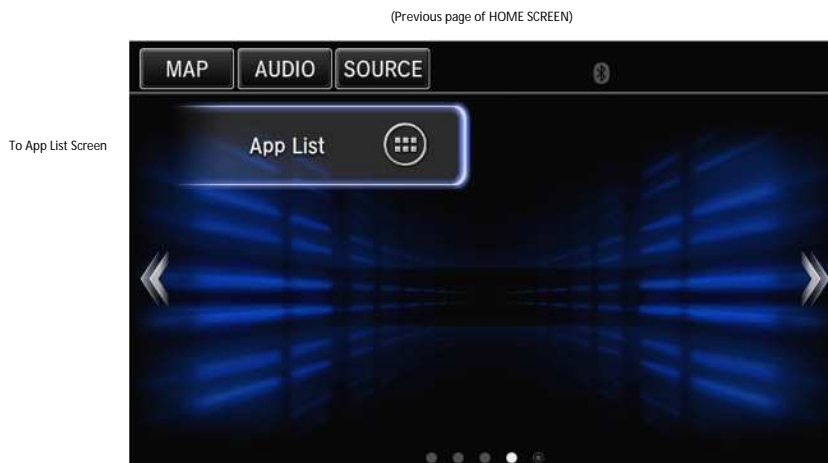 (Previous page of HOME SCREEN)
MAP AUDIO SOURCE
To App List Screen
App List